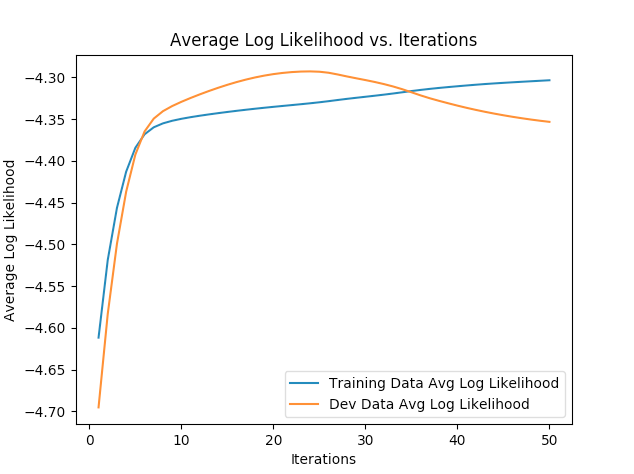 Average Log Likelihood vs. Iterations
Average Log Likelihood
−4.30
−4.35
−4.40
−4.45
−4.50
−4.55
−4.60
−4.65
−4.70
Training Data Avg Log Likelihood
Dev Data Avg Log Likelihood
0 10 20 30 40 50
Iterations